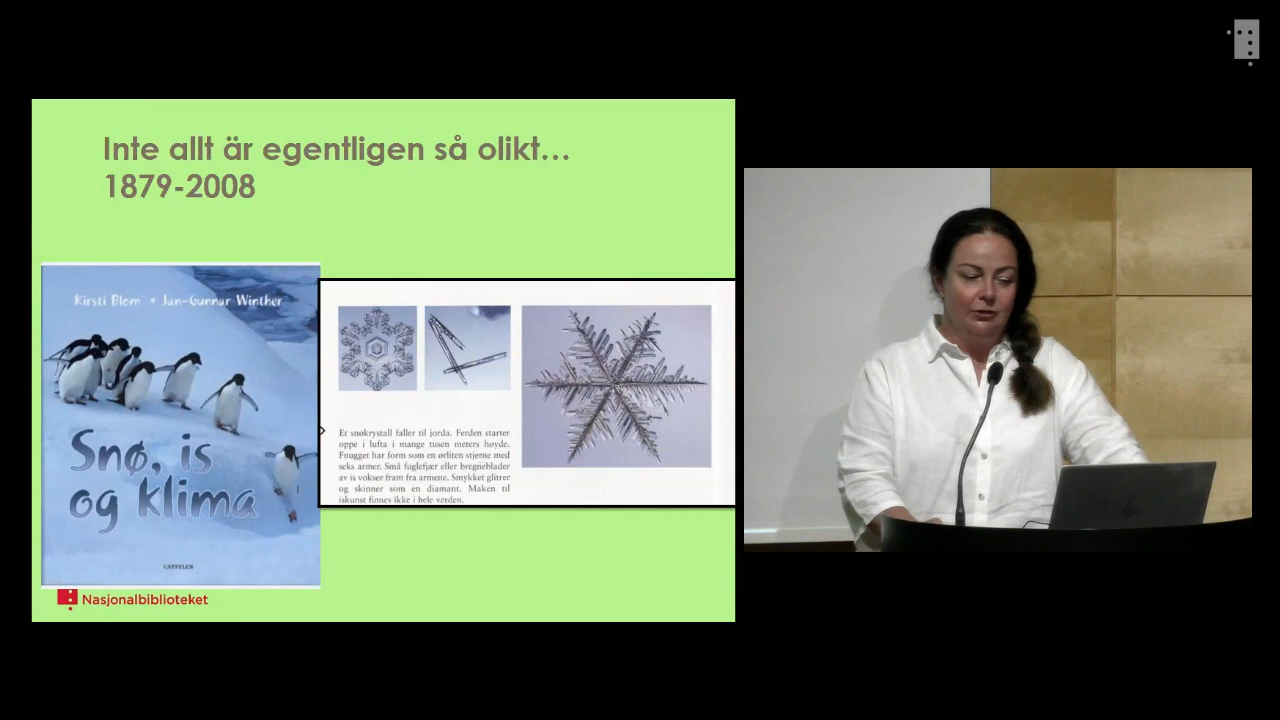 Inte allt är egentligen så olikt...
1879-2008
Kirsti Blom • Jan-Gunnar Winther
Snø, is
og klima
CAPPELEN
Et snøkrystall faller til jorda. Ferden starter
oppe i lufta i mange tusen meters høyde.
Fnugget har form som en ørliten stjerne med
seks armer. Små fuglefjær eller bregneblader
av is vokser fram fra armene. Smykket glitrer
og skinner som en diamant. Maken til
iskunst finnes ikke i hele verden.
Nasjonalbiblioteket